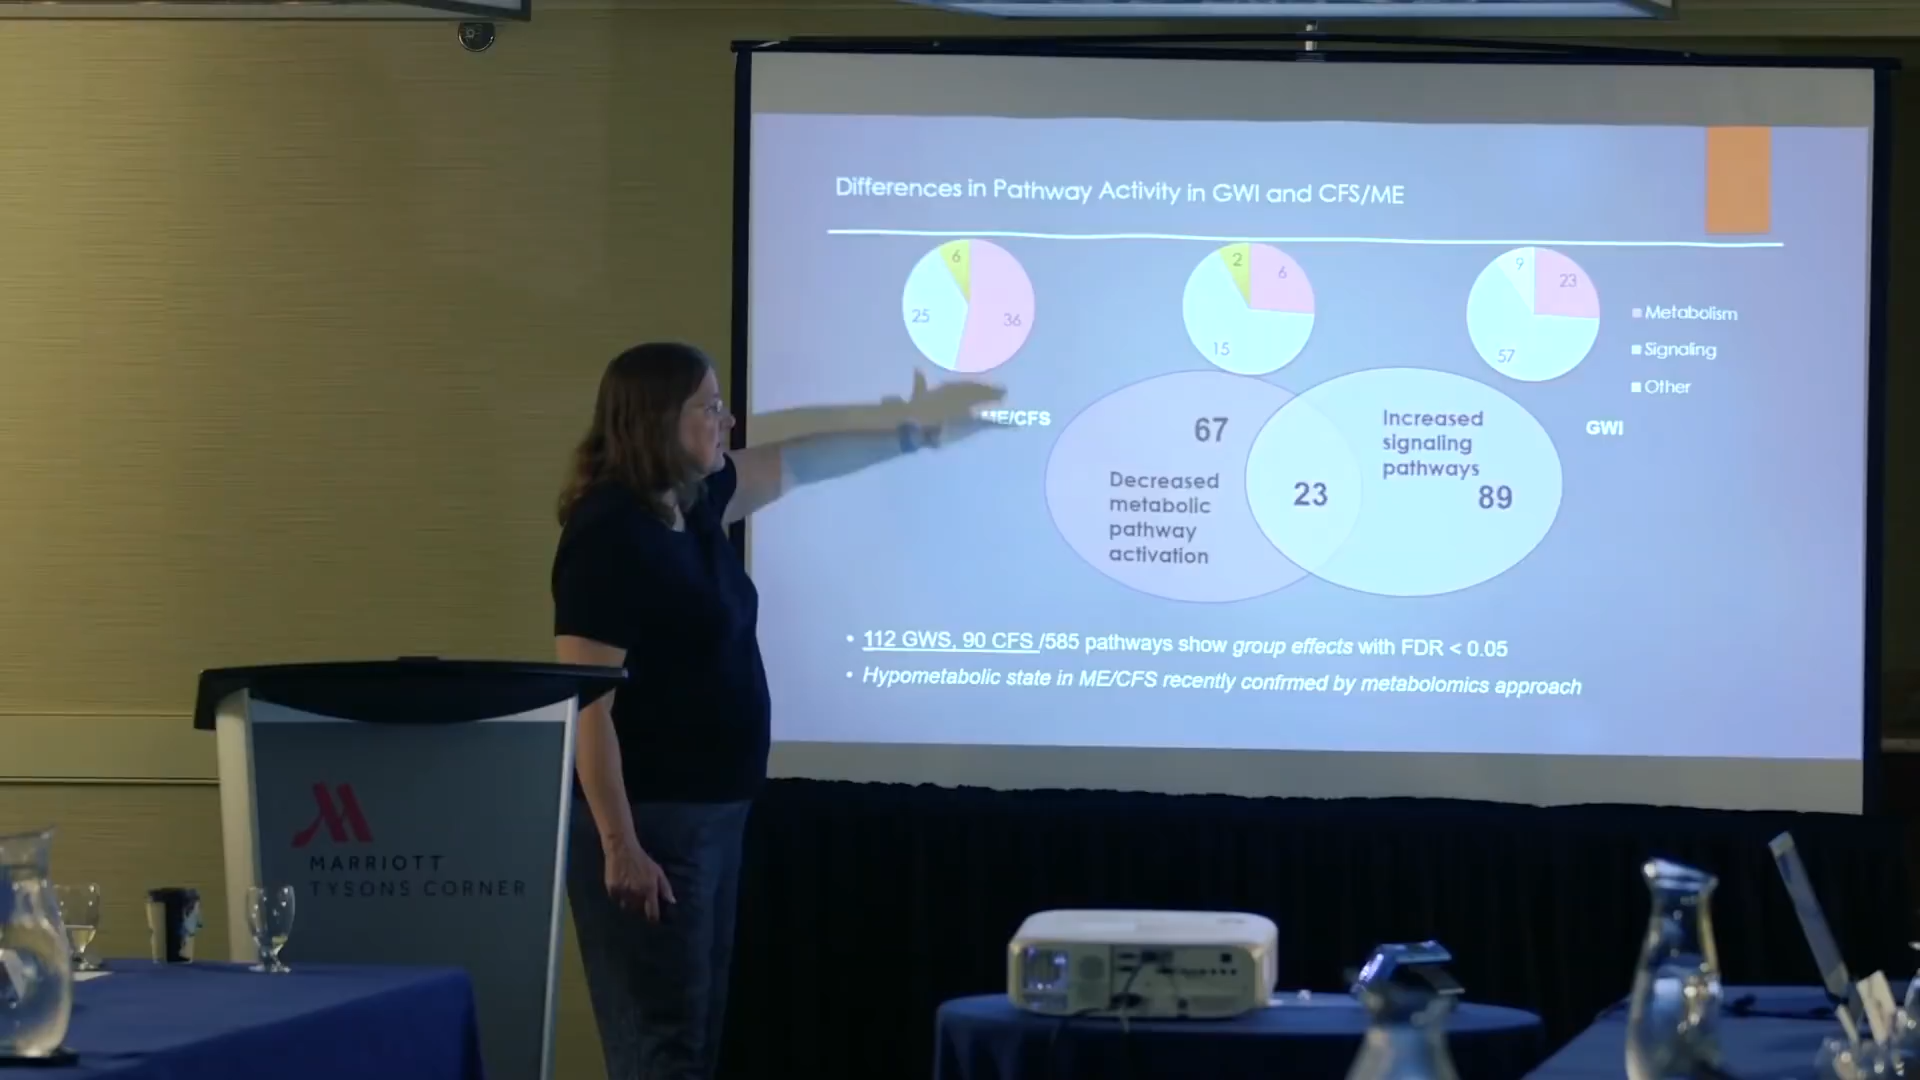 Differences in Pathway Activity in GWI and CFS/ME
6
25
36
2
6
15
9
23
57
Metabolism
Signaling
Other
ME/CFS
67
Decreased
metabolic
pathway
activation
23
Increased
signaling
pathways
89
GWI
• 112 GWS, 90 CFS /585 pathways show group effects with FDR < 0.05
• Hypometabolic state in ME/CFS recently confirmed by metabolomics approach
MARRIOTT
TYSONS CORNER